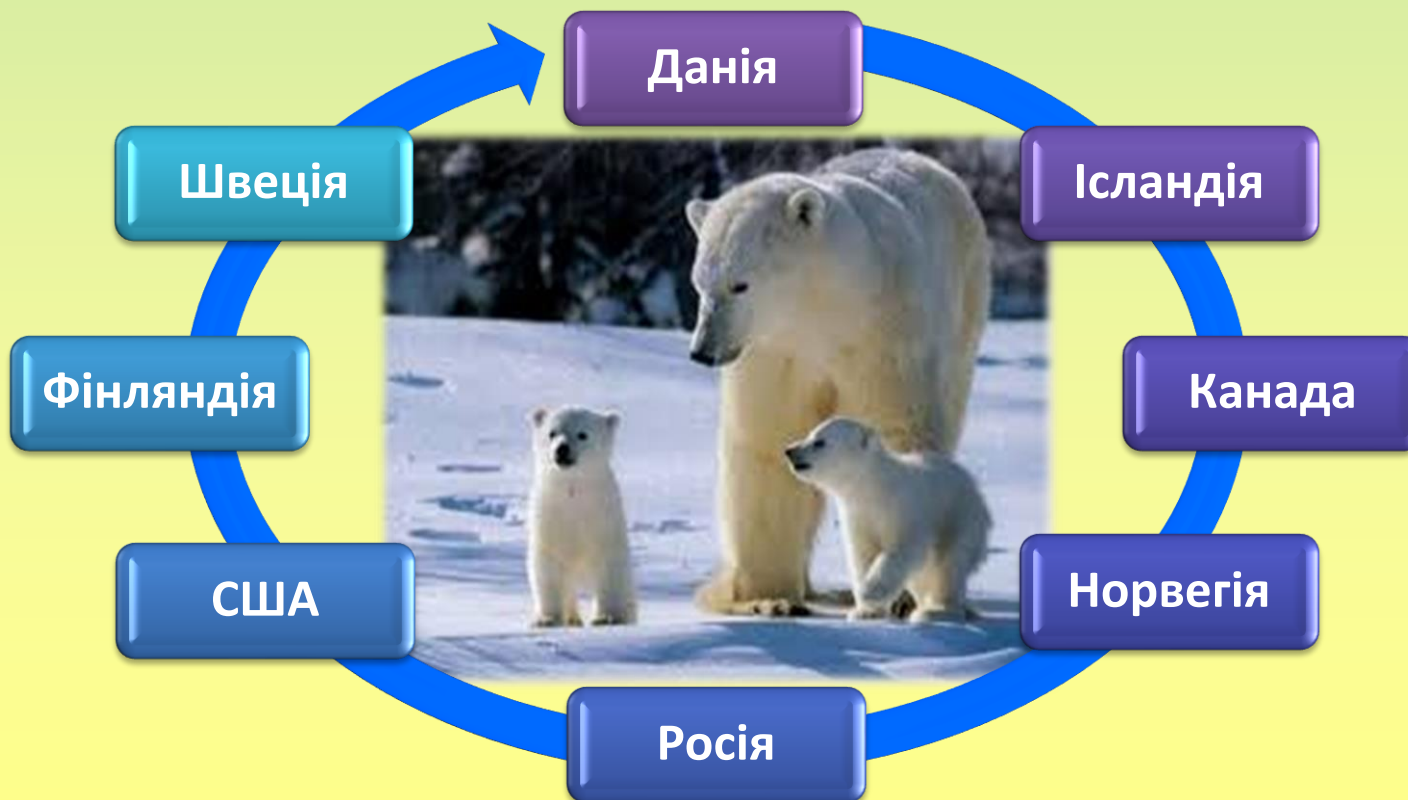 Данія
Ісландія
Канада
Норвегія
Росія
США
Фінляндія
Швеція